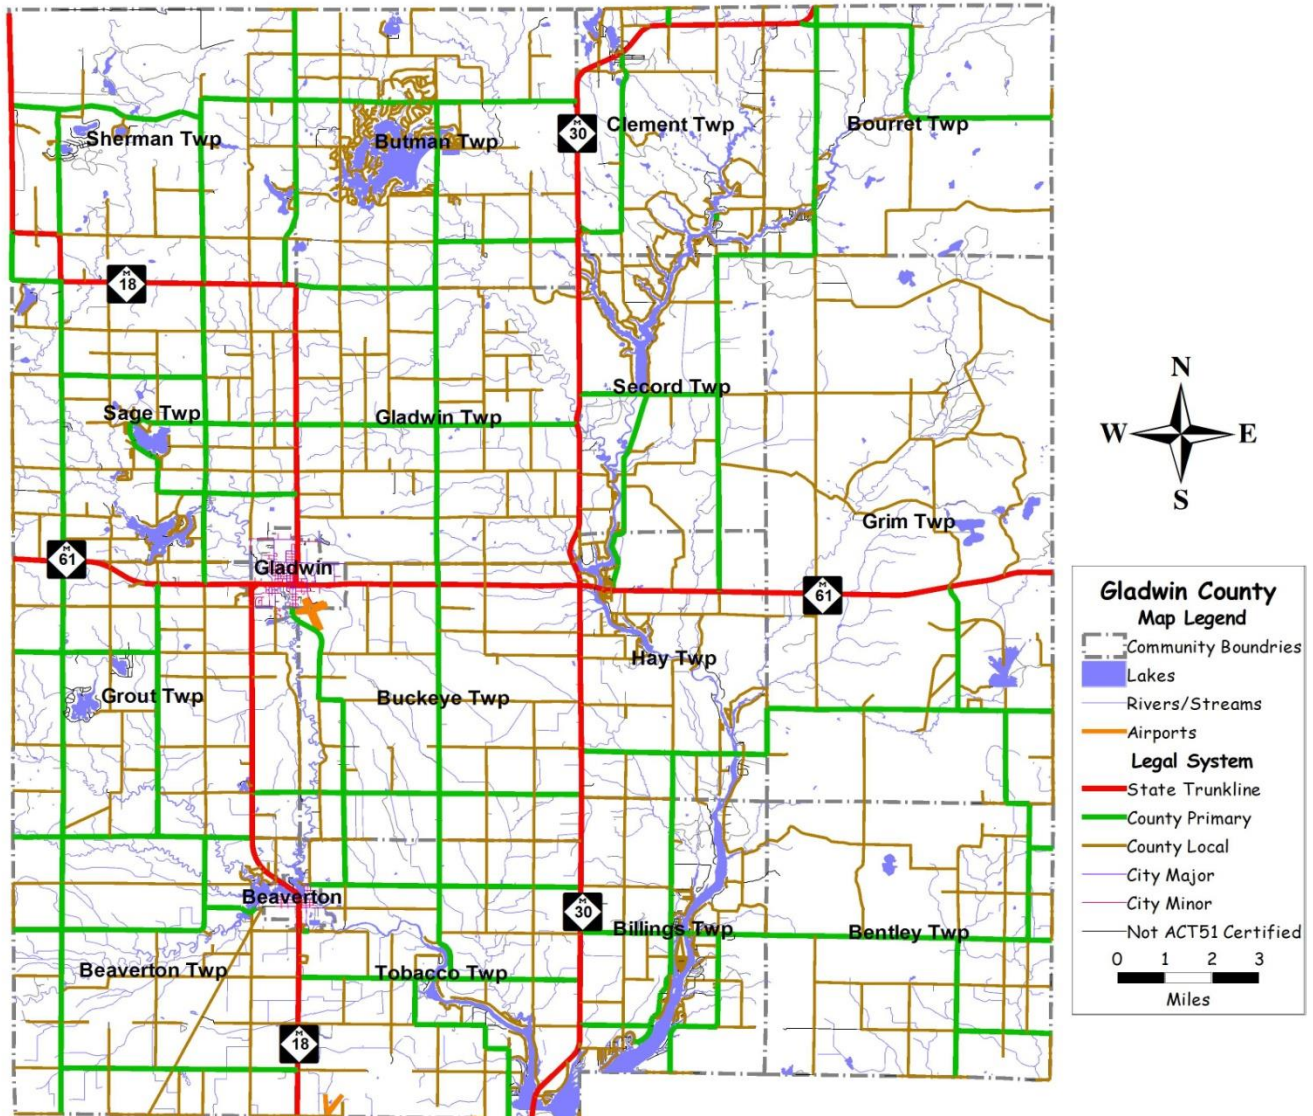 Sherman Twp
Butman Twp
M
30
Clement Twp
Bourret Twp
M
18
Sage Twp
Gladwin Twp
Secord Twp
N
W
E
S
M
61
Gladwin
Grim Twp
M
61
Grout Twp
Buckeye Twp
Hay Twp
Beaverton
M
30
Billings Twp
Bentley Twp
Beaverton Twp
Tobacco Twp
M
18
Gladwin County
Map Legend
Community Boundries
Lakes
Rivers/Streams
Airports
Legal System
State Trunkline
County Primary
County Local
City Major
City Minor
Not ACT51 Certified
0 1 2 3
Miles